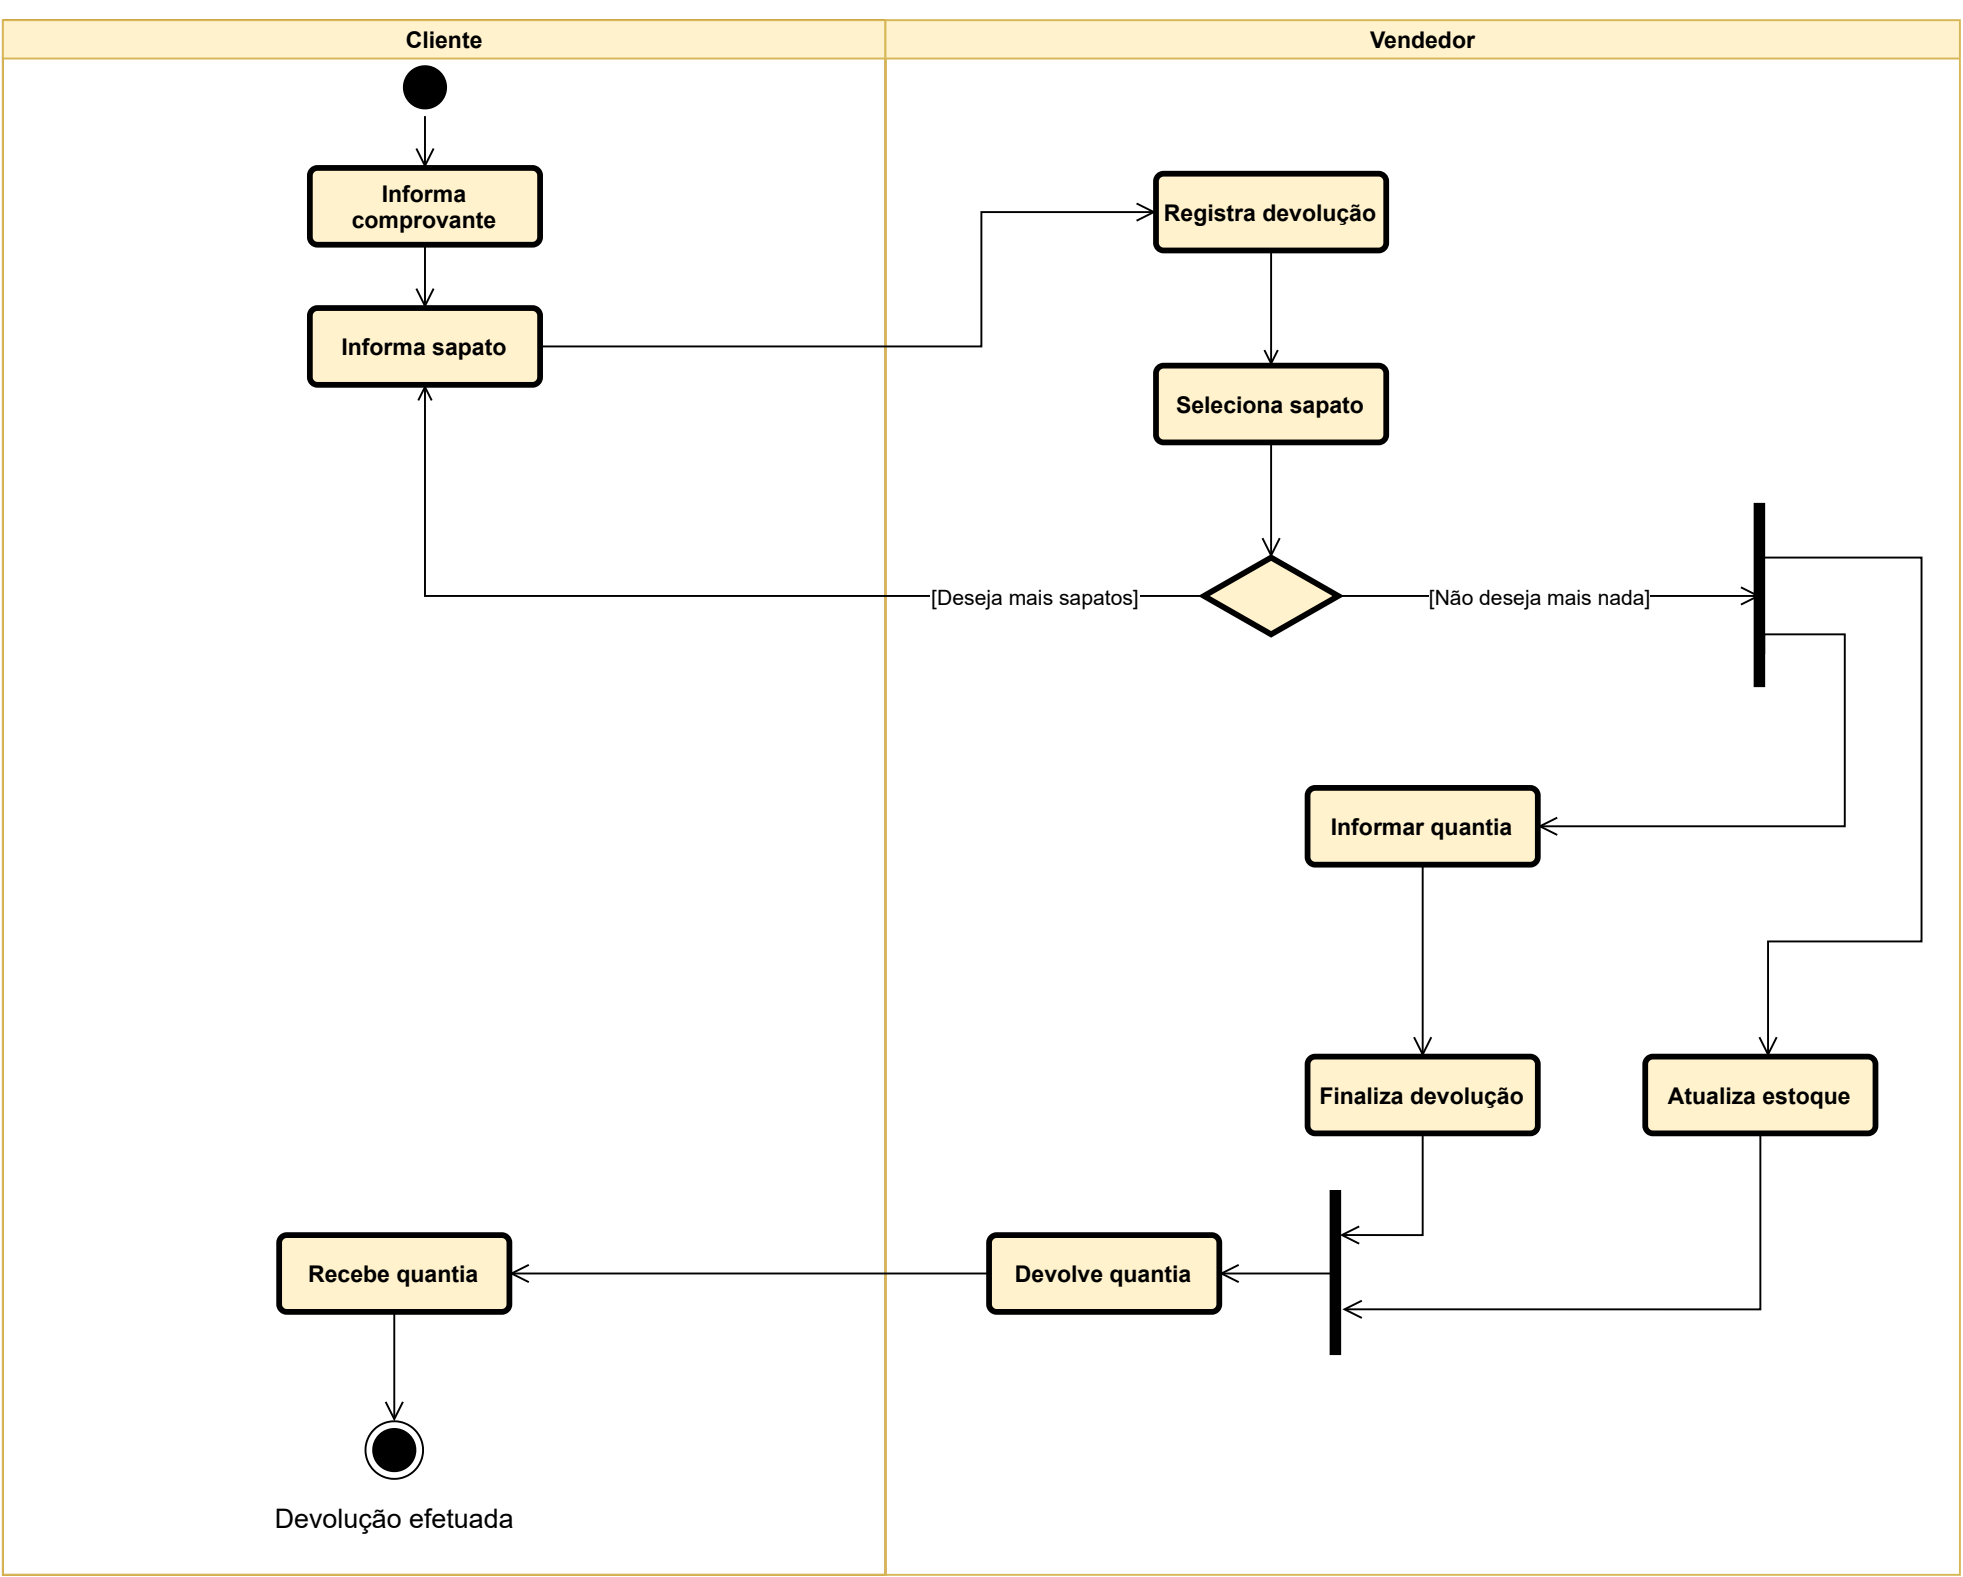 Cliente
Vendedor
Informa
comprovante
Registra devolução
Informa sapato
Seleciona sapato
[Deseja mais sapatos]
[Não deseja mais nada]
Informar quantia
Finaliza devolução
Atualiza estoque
Recebe quantia
Devolve quantia
Devolução efetuada